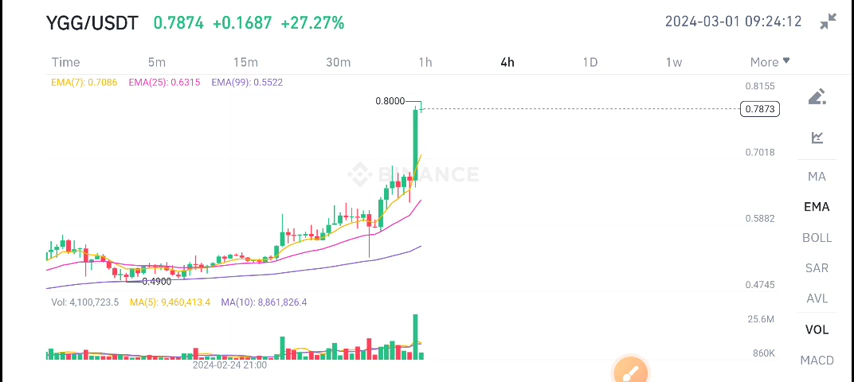 YGG/USDT 0.7874 +0.1687 +27.27% 2024-03-01 09:24:12
Time 5m 15m 30m 1h 4h 1D 1w More
EMA(7): 0.7086 EMA(25): 0.6315 EMA(99): 0.5522
0.8155
0.8000
0.7873
0.7018
BINANCE
0.5882
0.4900
0.4745
MA
EMA
BOLL
SAR
AVL
VOL
MACD
Vol: 4,100,723.5 MA(5): 9,460,413.4 MA(10): 8,861,826.4
25.6M
860K
2024-02-24 21:00